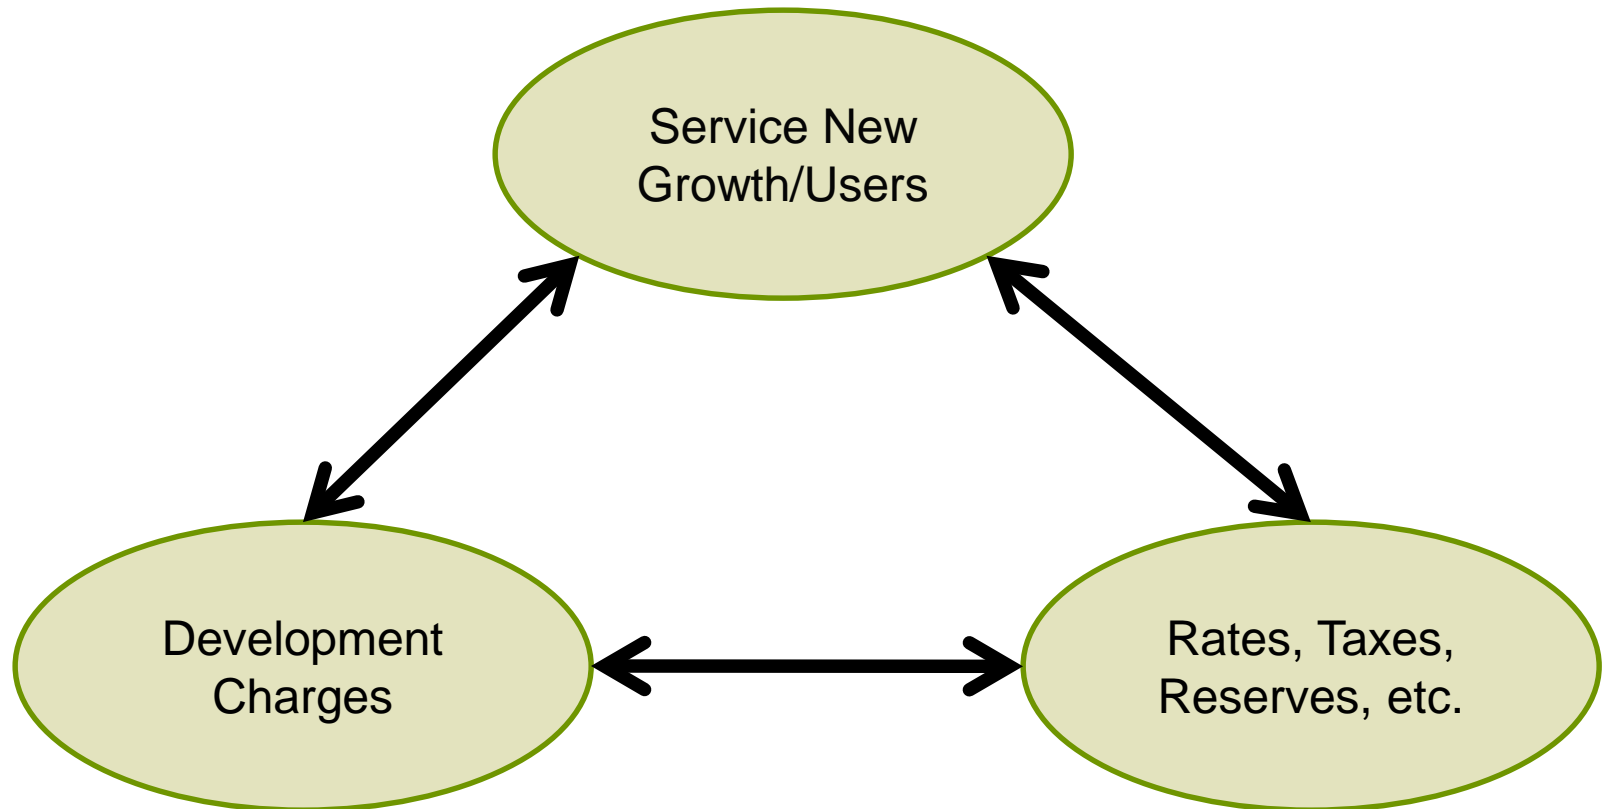 Service New
Growth/Users
Development
Charges
Rates, Taxes,
Reserves, etc.